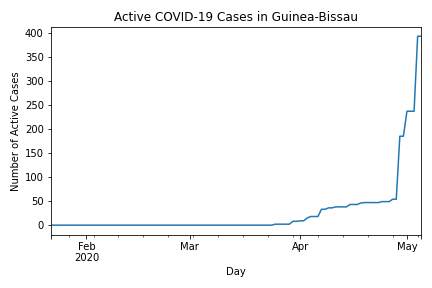 Active COVID-19 Cases in Guinea-Bissau
400
350
300
250
200
150
100
50
0
Number of Active Cases
Feb
2020
Mar
Apr
May
Day